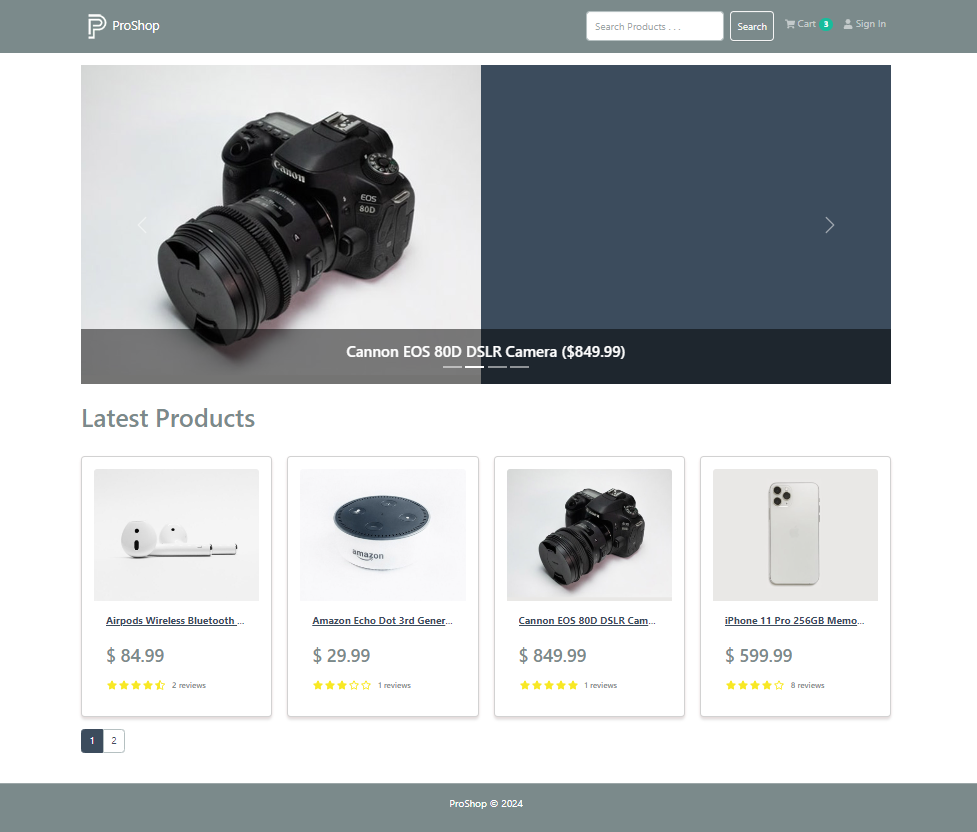 ProShop
Search Products . . .
Search
Cart 3
Sign In
Canon
EOS
80D
A
Cannon EOS 80D DSLR Camera ($849.99)
Latest Products
amazon
Airpods Wireless Bluetooth ...
Amazon Echo Dot 3rd Gener...
Cannon EOS 80D DSLR Cam...
iPhone 11 Pro 256GB Memo...
$ 84.99
$ 29.99
$ 849.99
$ 599.99
2 reviews
1 reviews
1 reviews
8 reviews
1 2
ProShop © 2024